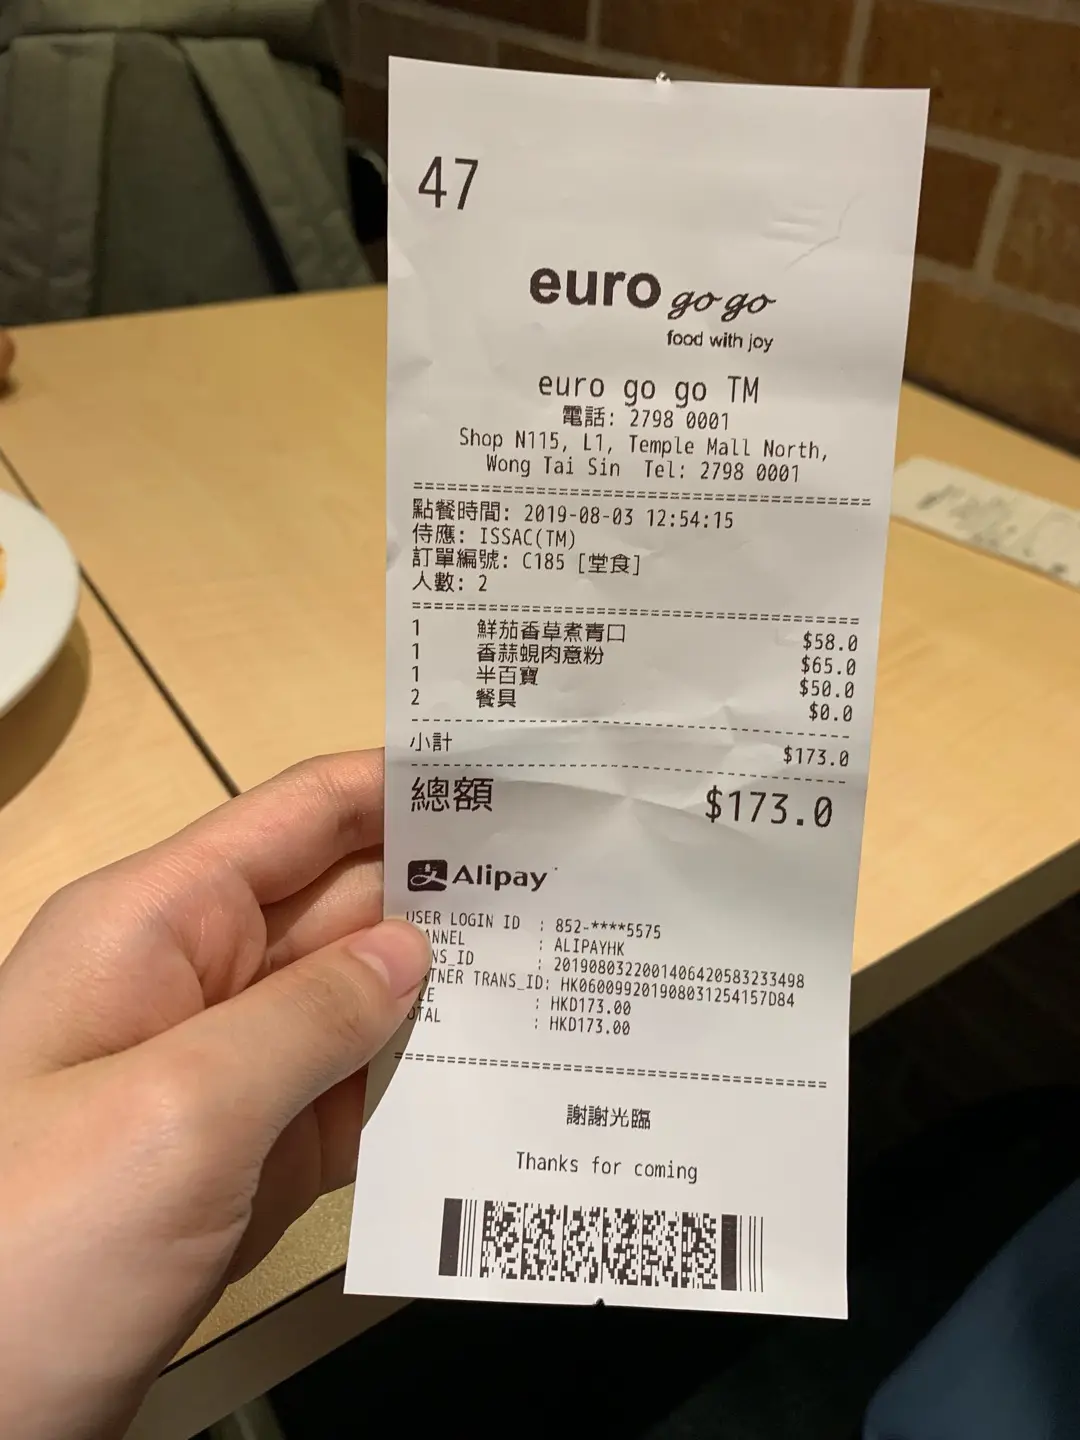 47
euro go go
food with joy
euro go go TM
電話: 2798 0001
Shop N115, L1, Temple Mall North,
Wong Tai Sin Tel: 2798 0001
點餐時間: 2019-08-03 12:54:15
侍應: ISSAC(TM)
訂單編號: C185 [堂食]
人數: 2
1 鮮茄香草煮青口 $58.0
1 香蒜蜆肉意粉 $65.0
1 半百寶 $50.0
2 餐具 $0.0
小計 $173.0
總額 $173.0
Alipay
USER LOGIN ID : 852-****5575
ANNEL : ALIPAYHK
NS_ID : 2019080322001406420583233498
TNER TRANS_ID: HK060099201908031254157D84
LE : HKD173.00
OTAL : HKD173.00
謝謝光臨
Thanks for coming